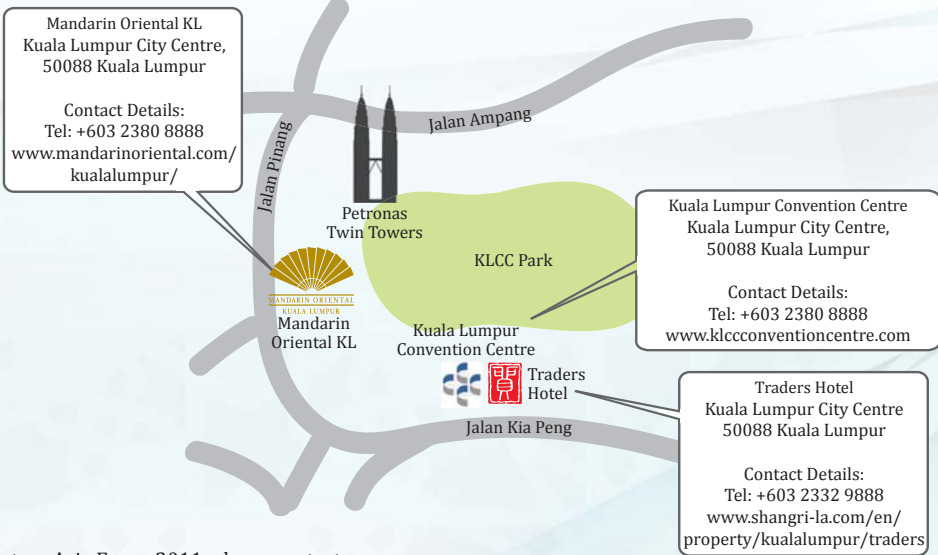 Mandarin Oriental KL
Kuala Lumpur City Centre,
50088 Kuala Lumpur
Contact Details:
Tel: +603 2380 8888
www.mandarinoriental.com/
kualalumpur/
Jalan Pinang
Jalan Ampang
Petronas
Twin Towers
KLCC Park
MANDARIN ORIENTAL
KUALA LUMPUR
Mandarin
Oriental KL
Kuala Lumpur
Convention Centre
Traders
Hotel
Jalan Kia Peng
Kuala Lumpur Convention Centre
Kuala Lumpur City Centre,
50088 Kuala Lumpur
Contact Details:
Tel: +603 2380 8888
www.klccconventioncentre.com
Traders Hotel
Kuala Lumpur City Centre
50088 Kuala Lumpur
Contact Details:
Tel: +603 2332 9888
www.shangri-la.com/en/
property/kualalumpur/traders